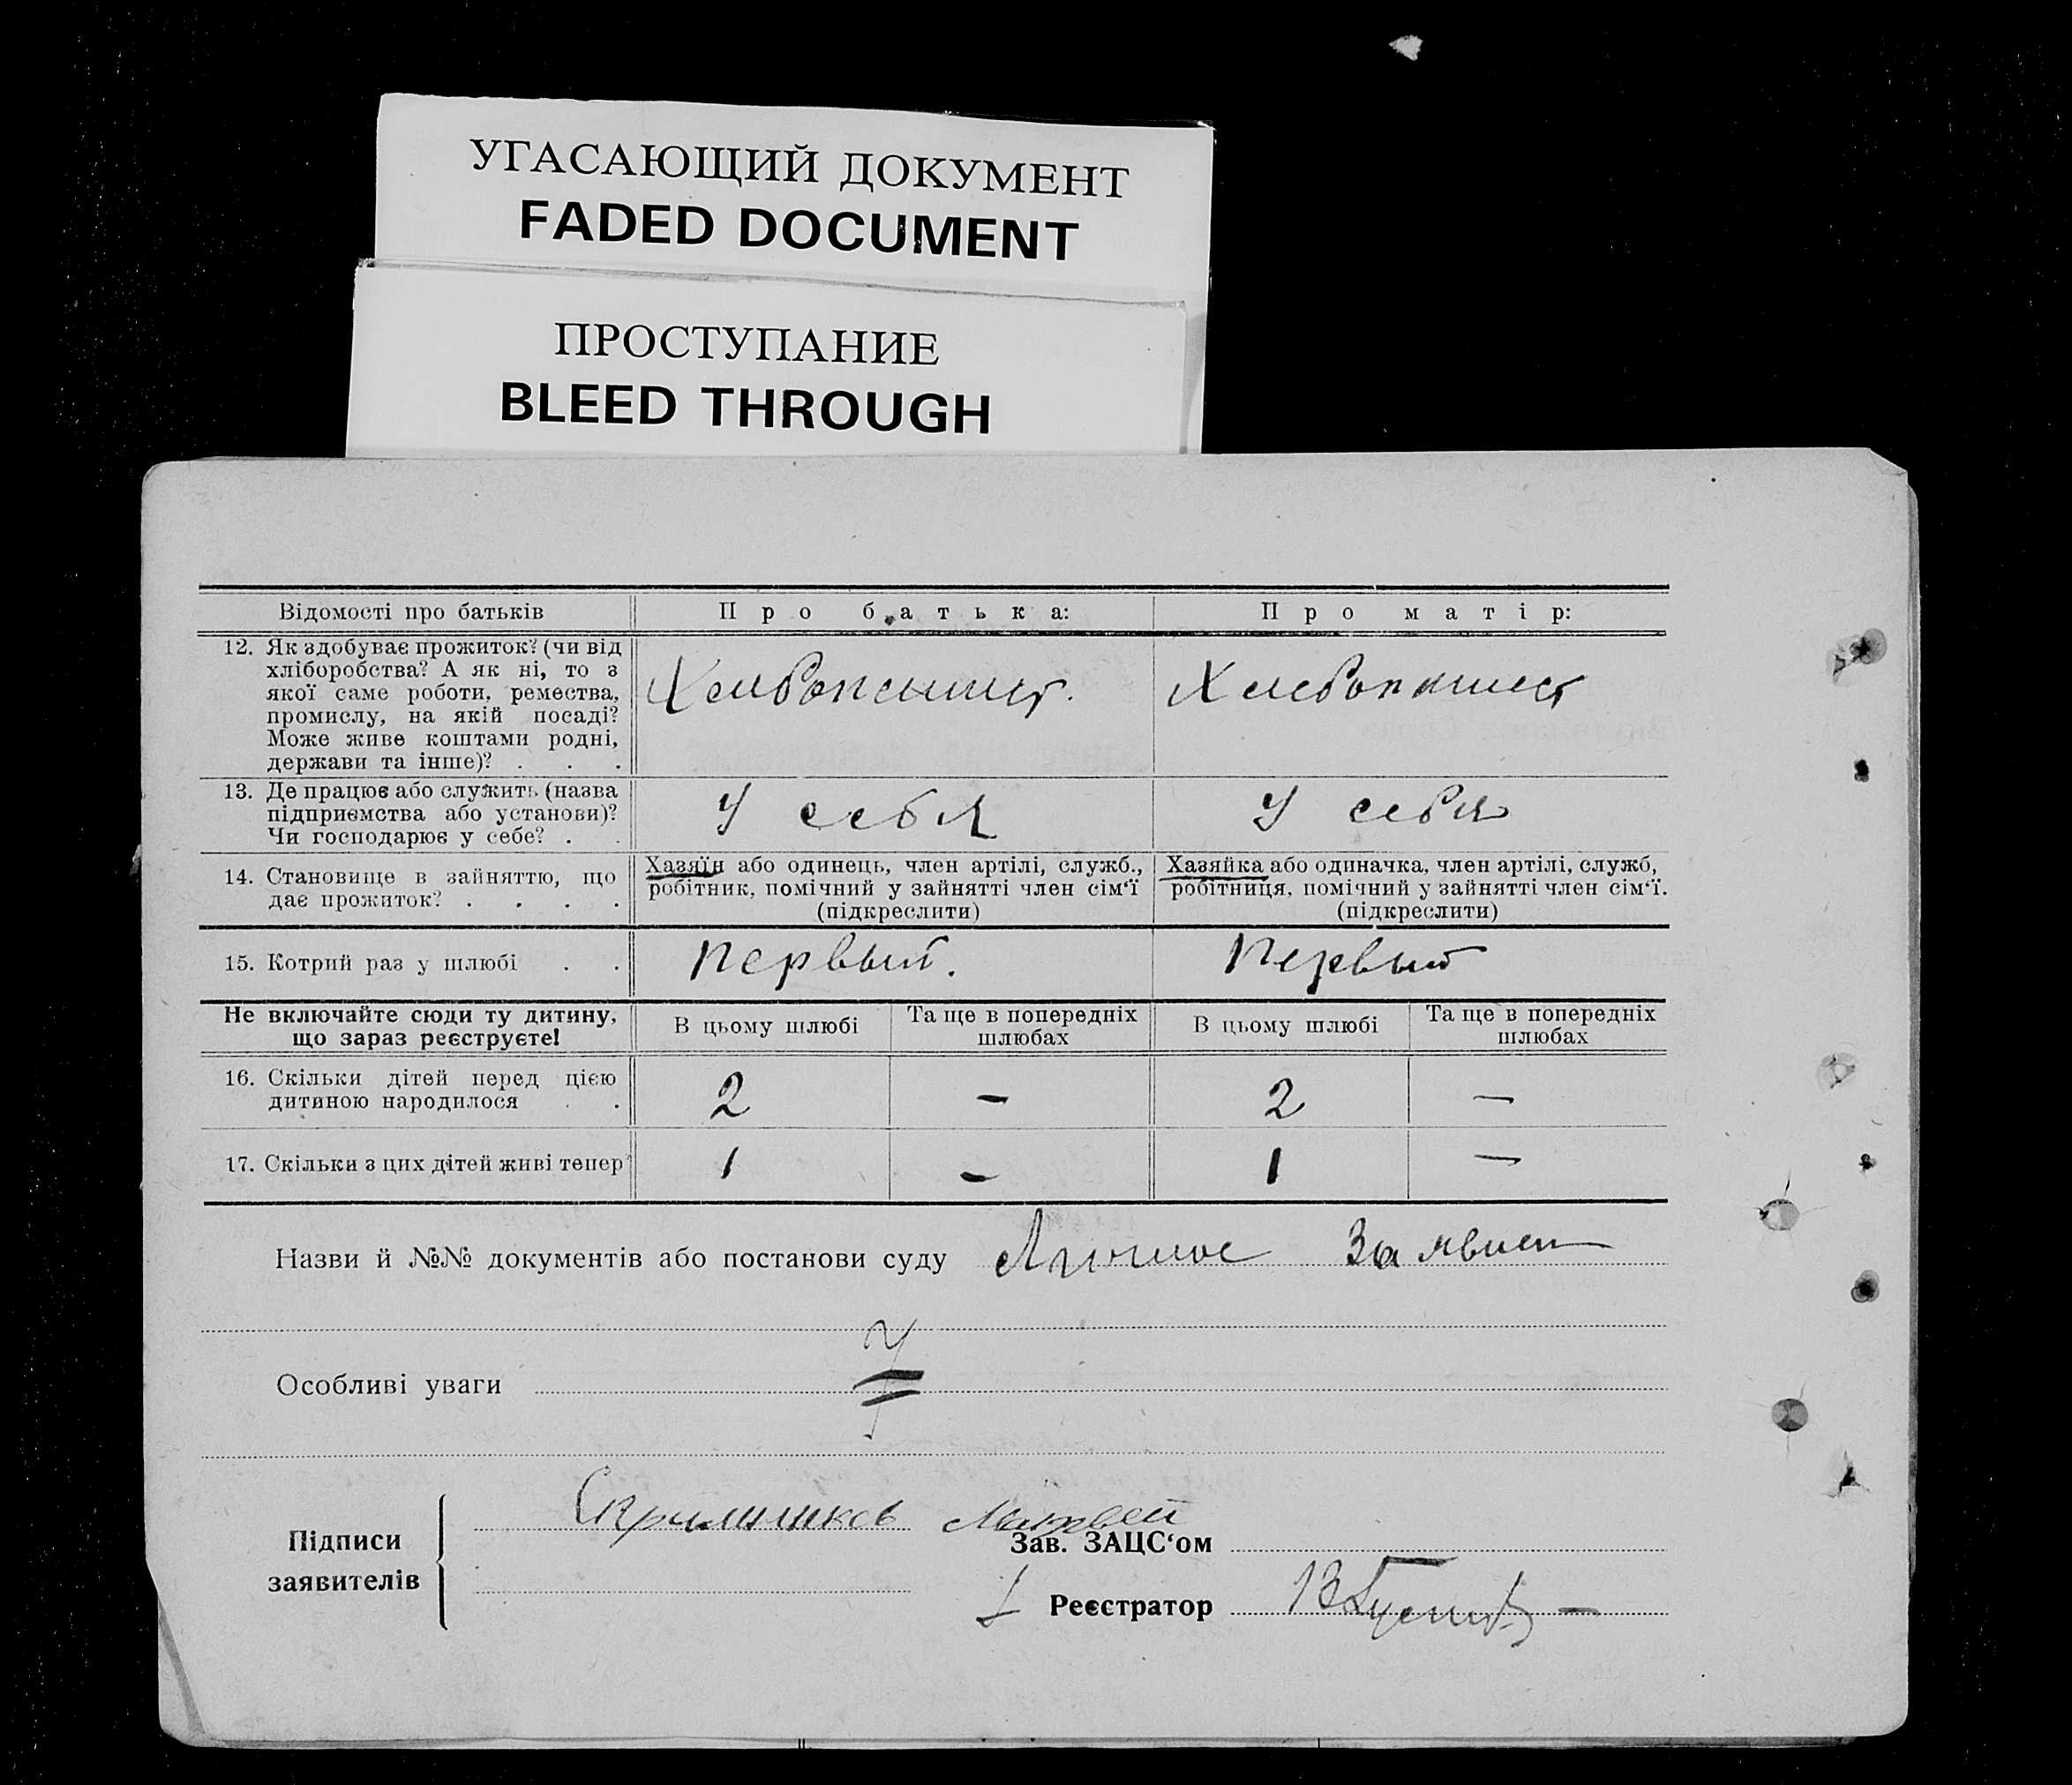 УГАСАЮЩИЙ ДОКУМЕНТ
FADED DOCUMENT
ПРОСТУПАНИЕ
BLEED THROUGH
Відомості про батьків
Про батька:
Про матір:
12. Як здобуває прожиток? (чи від
хліборобства? А як ні, то з
якої саме роботи, ремества,
промислу, на якій посаді?
Може живе коштами родні,
держави та інше)? . . .
13. Де працює або служить (назва
підприємства або установи)?
Чи господарює у себе? . .
У себя
У себя
14. Становище в зайняттю, що
дає прожиток? . . . .
Хазяїн або одинець, член артілі, служб.,
робітник, помічний у зайнятті член сім'ї
(підкреслити)
Хазяйка або одиначка, член артілі, служб,
робітниця, помічний у зайнятті член сім'ї.
(підкреслити)
15. Котрий раз у шлюбі . .
Первый.
Первый
Не включайте сюди ту дитину,
що зараз реєструєте!
В цьому шлюбі
Та ще в попередніх
шлюбах
В цьому шлюбі
Та ще в попередніх
шлюбах
16. Скільки дітей перед цією
дитиною народилося . .
2
—
2
—
17. Скільки з цих дітей живі тепер
1
—
1
—
Назви й №№ документів або постанови суду
Особливі уваги
Підписи
заявителів
Матвей
Зав. ЗАЦС'ом
Реєстратор